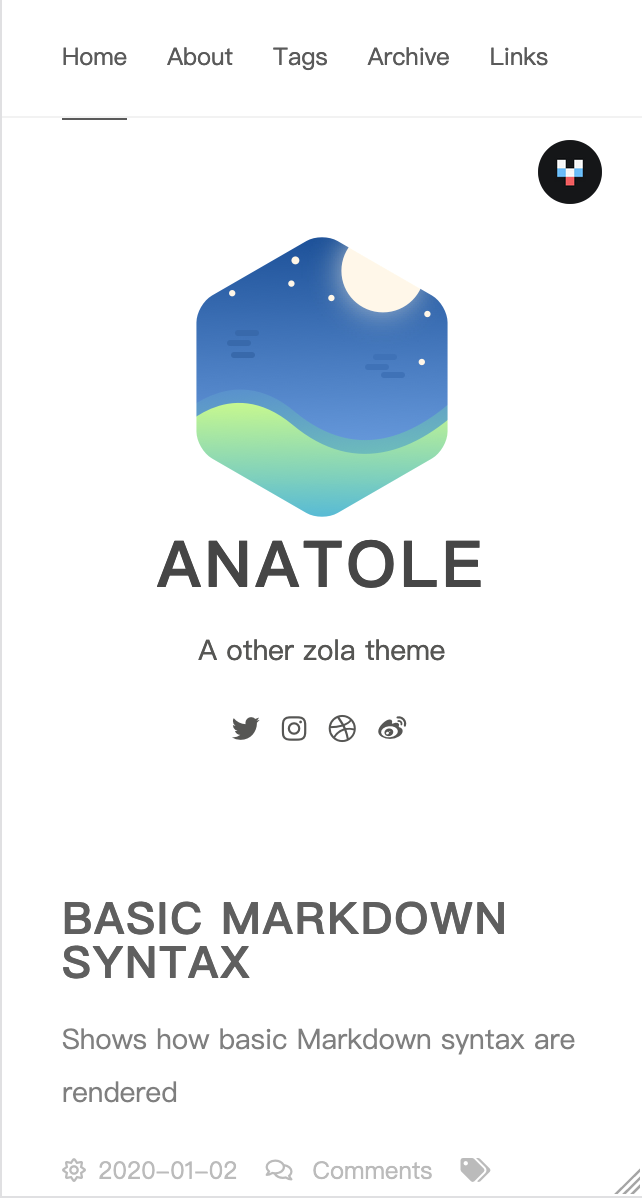 Home About Tags Archive Links
ANATOLE
A other zola theme
BASIC MARKDOWN
SYNTAX
Shows how basic Markdown syntax are
rendered
2020-01-02 Comments